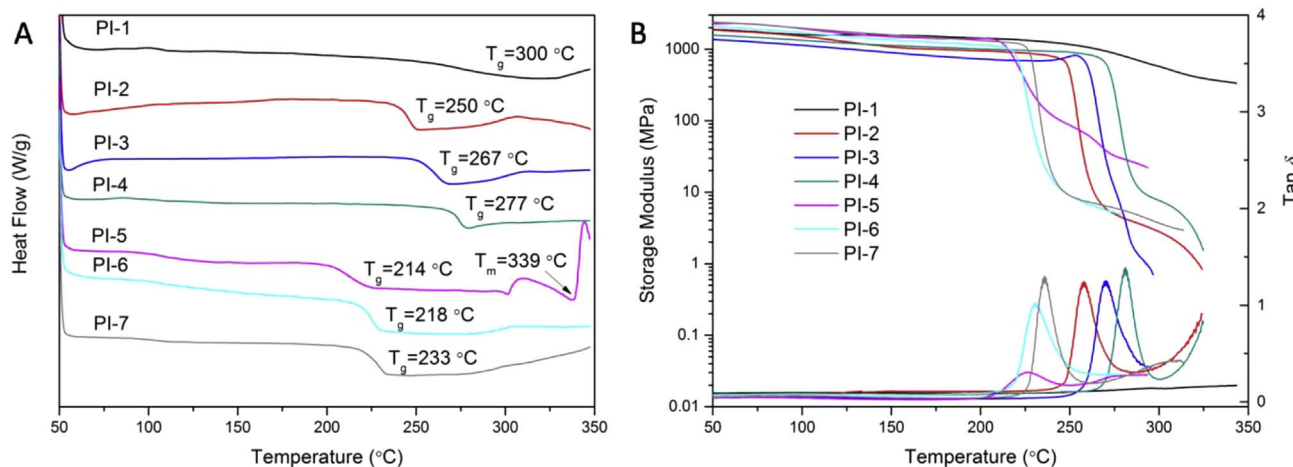 A
PI-1
T_g=300 °C
PI-2
T_g=250 °C
PI-3
T_g=267 °C
PI-4
T_g=277 °C
PI-5
T_g=214 °C
T_m=339 °C
PI-6
T_g=218 °C
PI-7
T_g=233 °C
Heat Flow (W/g)
50 100 150 200 250 300 350
Temperature (°C)
B
1000
100
10
1
0.1
0.01
Storage Modulus (MPa)
PI-1
PI-2
PI-3
PI-4
PI-5
PI-6
PI-7
4
3
2
1
0
Tan δ
50 100 150 200 250 300 350
Temperature (°C)